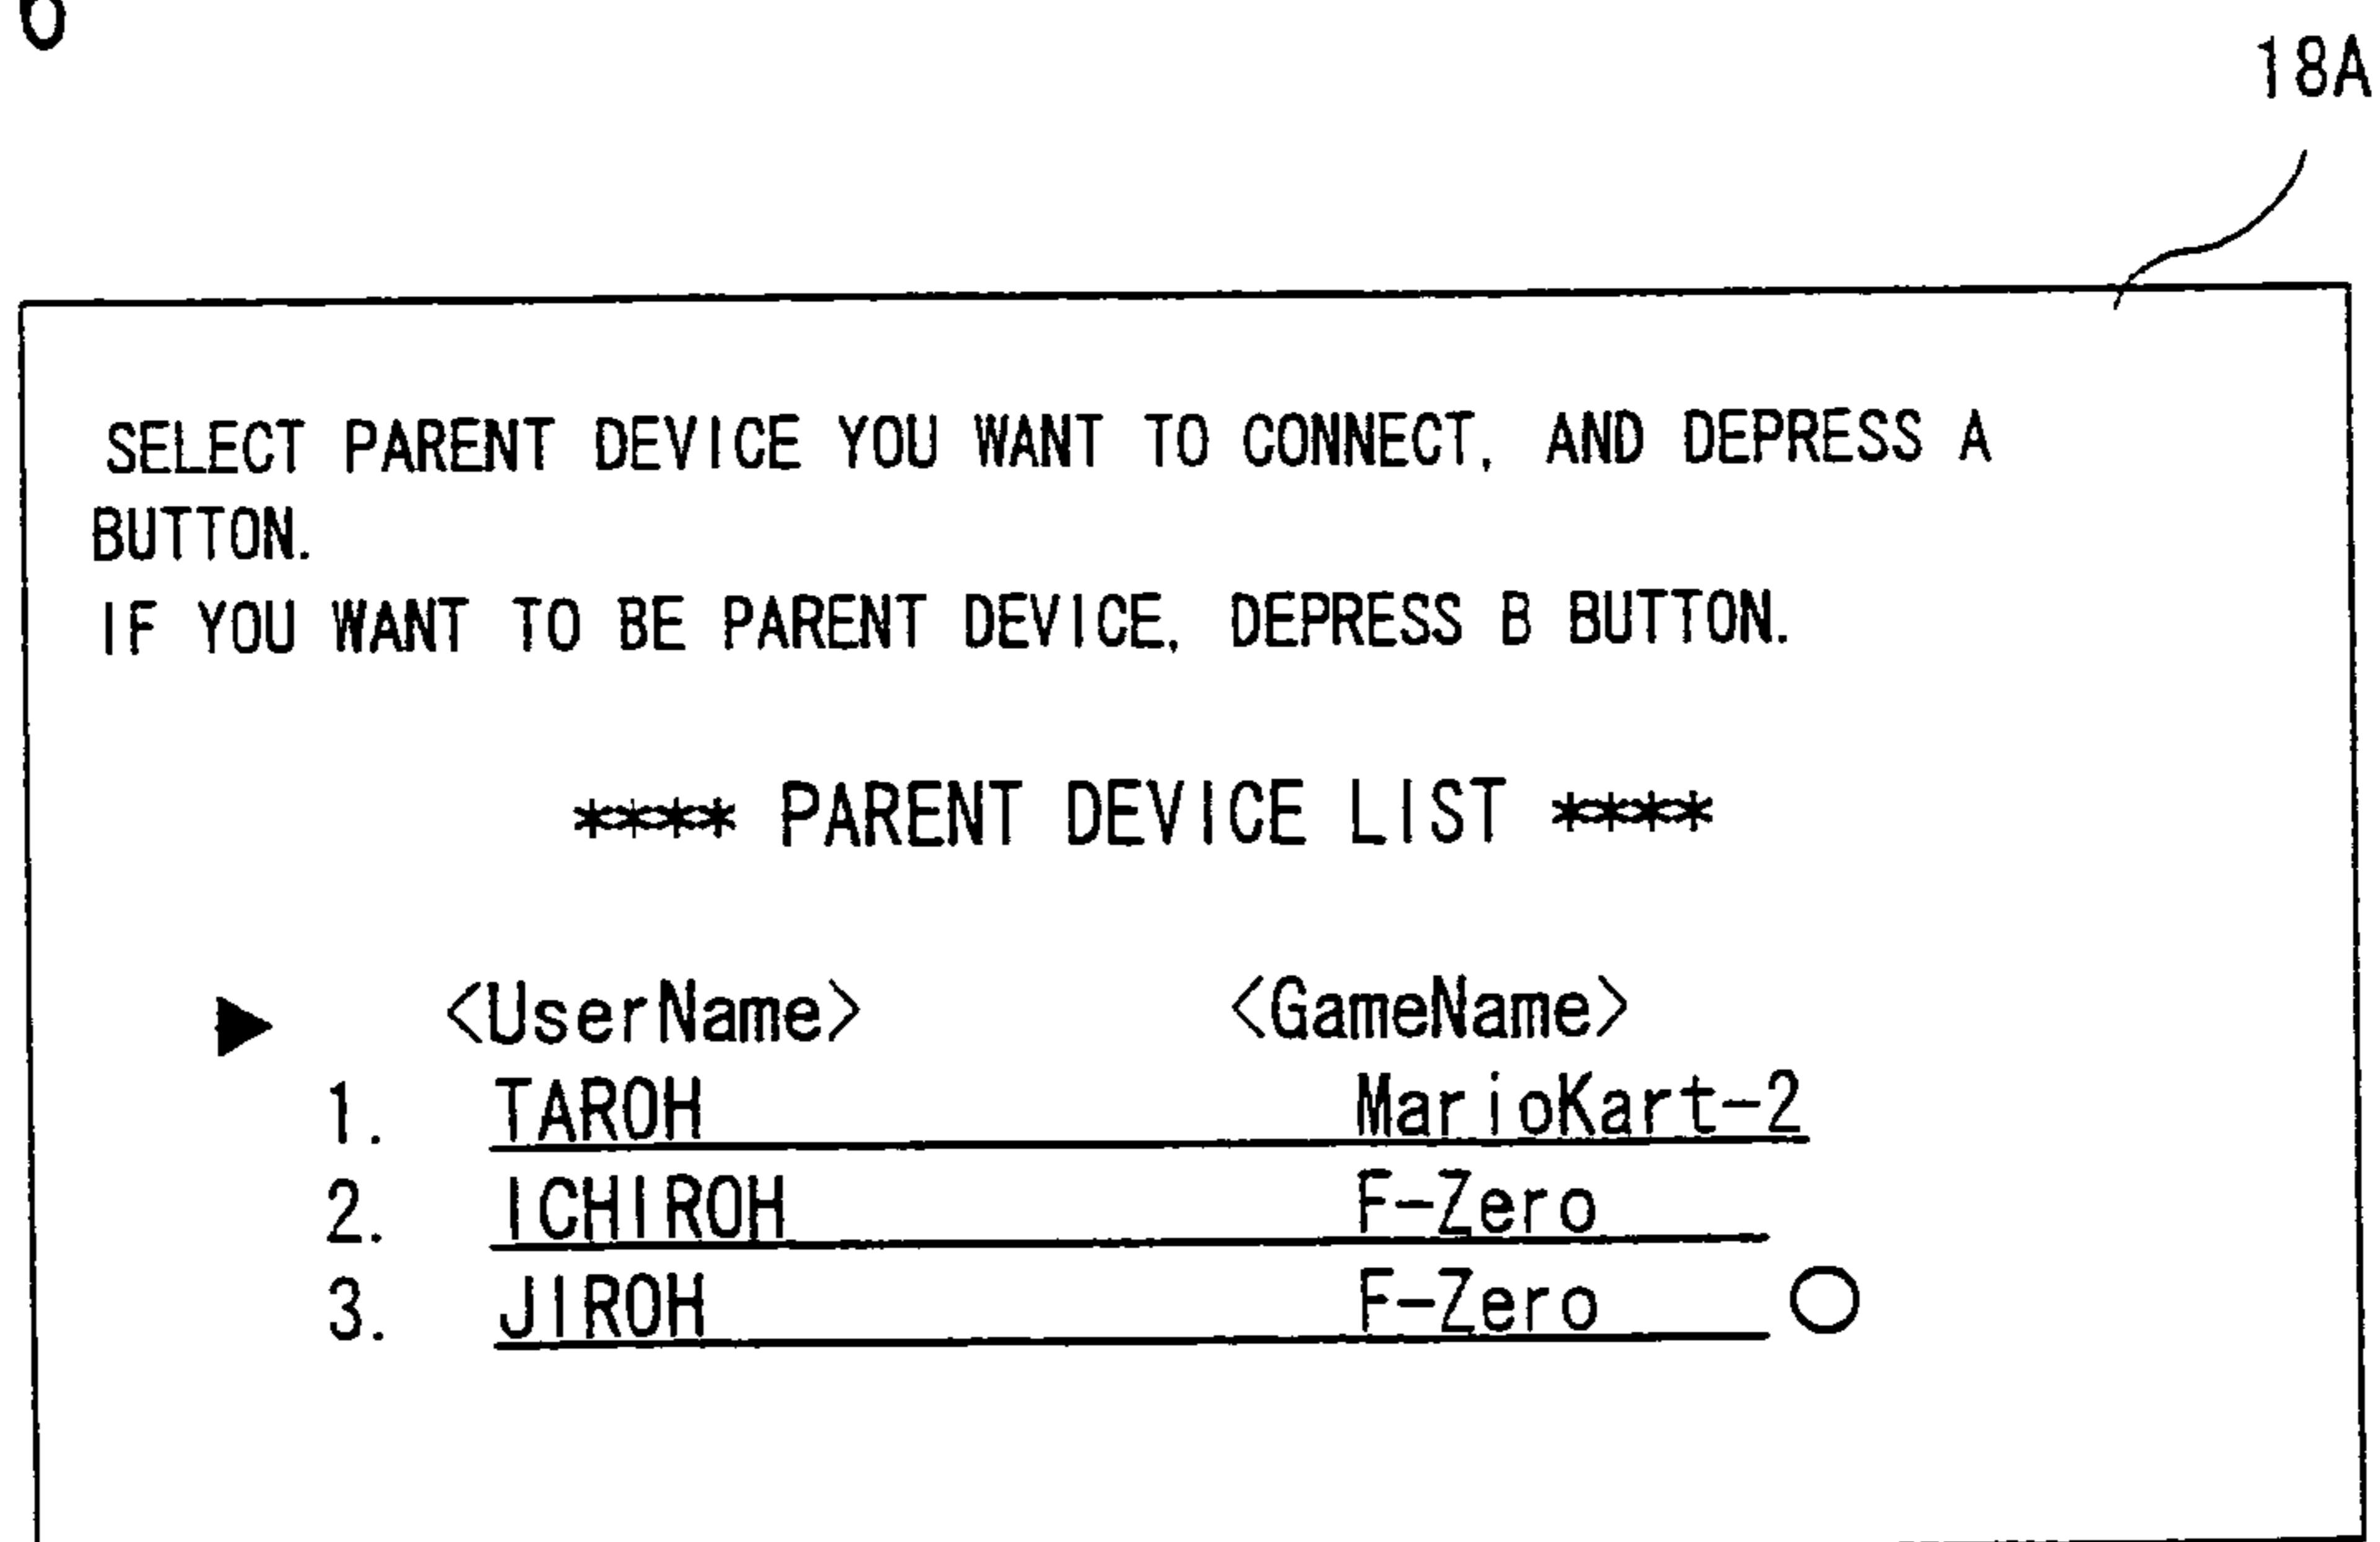 6
18A
SELECT PARENT DEVICE YOU WANT TO CONNECT, AND DEPRESS A
BUTTON.
IF YOU WANT TO BE PARENT DEVICE, DEPRESS B BUTTON.
**** PARENT DEVICE LIST ****
▶ <UserName> <GameName>
1. TAROH MarioKart-2
2. ICHIROH F-Zero
3. JIROH F-Zero ○